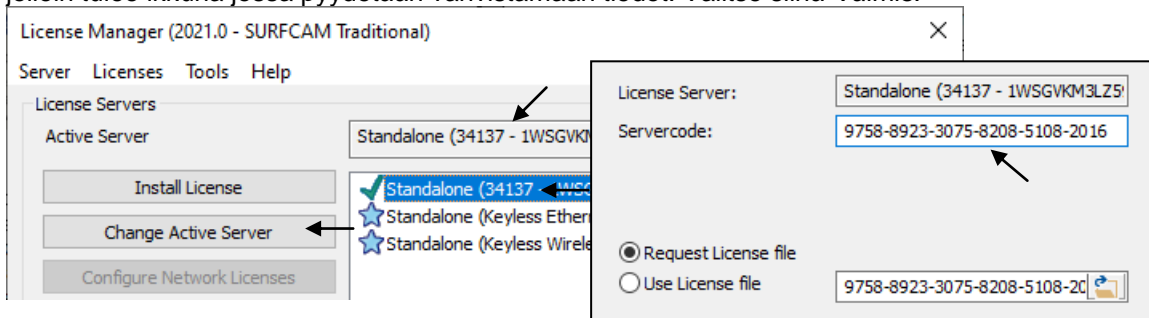 License Manager (2021.0 - SURFCAM Traditional)
Server Licenses Tools Help
License Servers
Active Server
Standalone (34137 - 1WSGVKM
Install License
Change Active Server
Configure Network Licenses
Standalone (34137 -
Standalone (Keyless Ether
Standalone (Keyless Wirele
License Server:
Standalone (34137 - 1WSGVKM3LZ5
Servercode:
9758-8923-3075-8208-5108-2016
Request License file
Use License file
9758-8923-3075-8208-5108-20